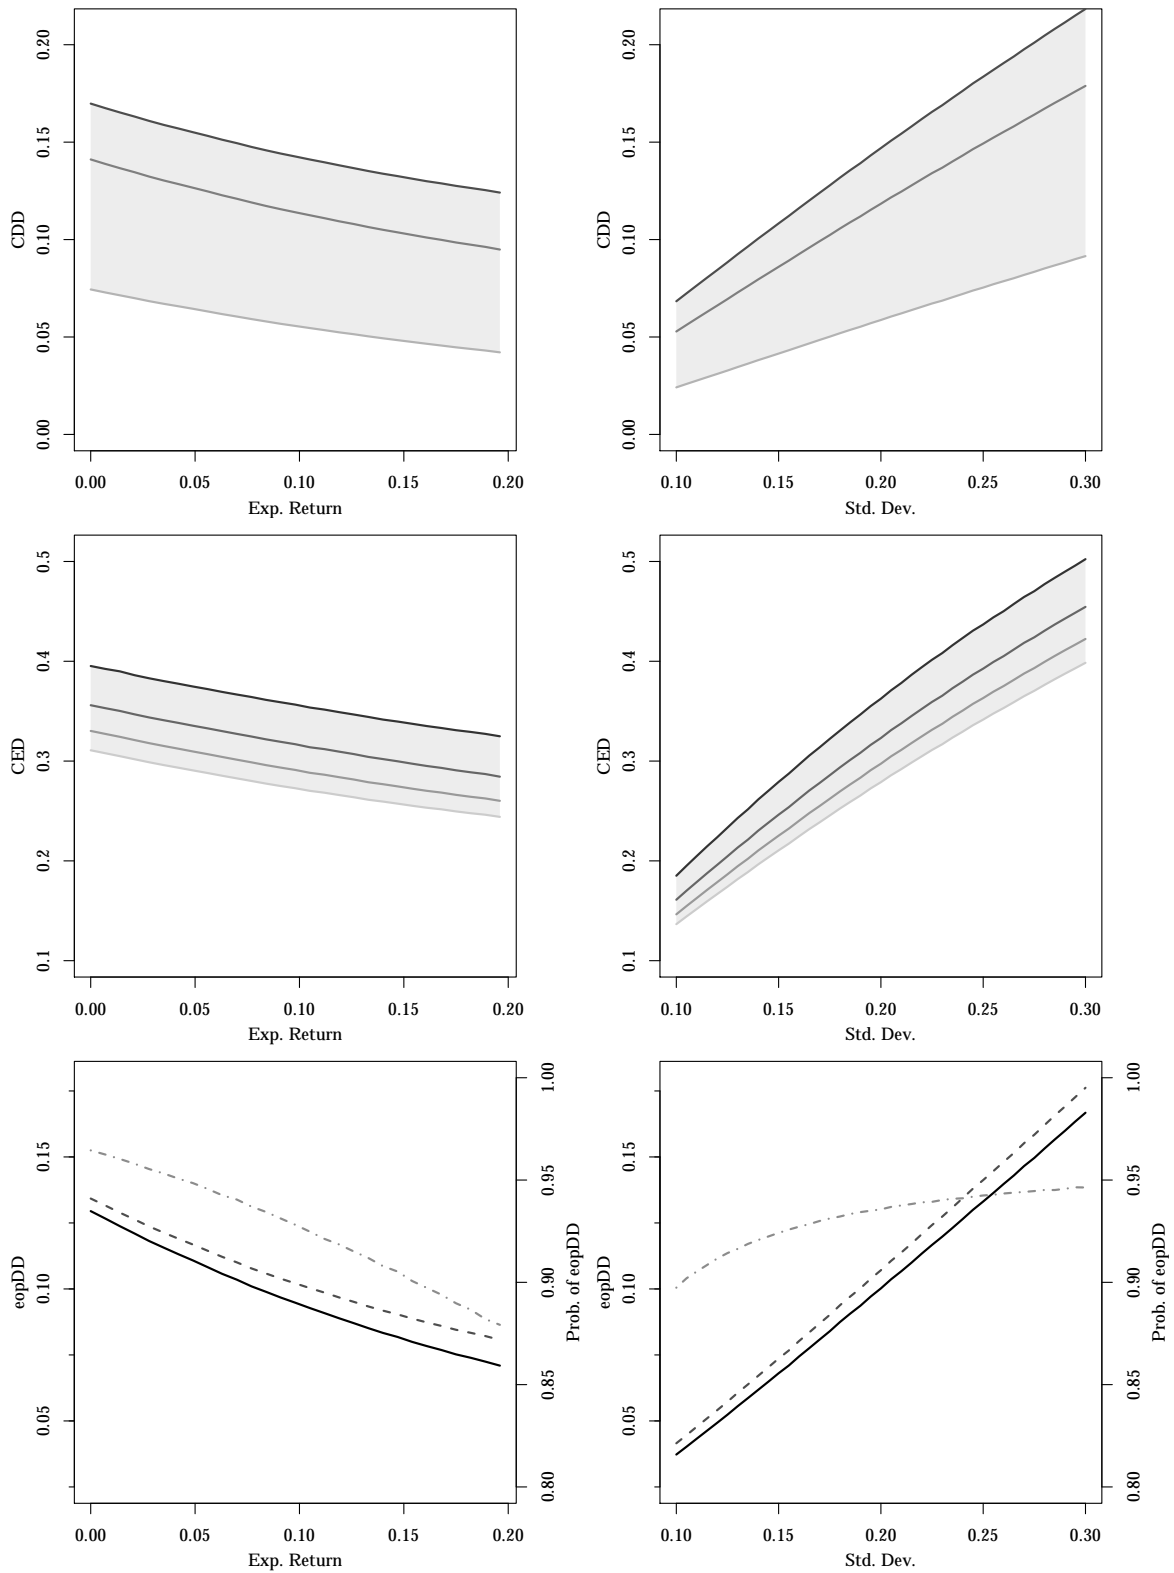 0.00 0.05 0.10 0.15 0.20
CDD
0.00 0.05 0.10 0.15 0.20
Exp. Return
0.00 0.05 0.10 0.15 0.20
CDD
0.10 0.15 0.20 0.25 0.30
Std. Dev.
0.1 0.2 0.3 0.4 0.5
CED
0.00 0.05 0.10 0.15 0.20
Exp. Return
0.1 0.2 0.3 0.4 0.5
CED
0.10 0.15 0.20 0.25 0.30
Std. Dev.
0.05 0.10 0.15
eopDD
0.00 0.05 0.10 0.15 0.20
Exp. Return
0.80 0.85 0.90 0.95 1.00
Prob. of eopDD
0.05 0.10 0.15
eopDD
0.10 0.15 0.20 0.25 0.30
Std. Dev.
0.80 0.85 0.90 0.95 1.00
Prob. of eopDD